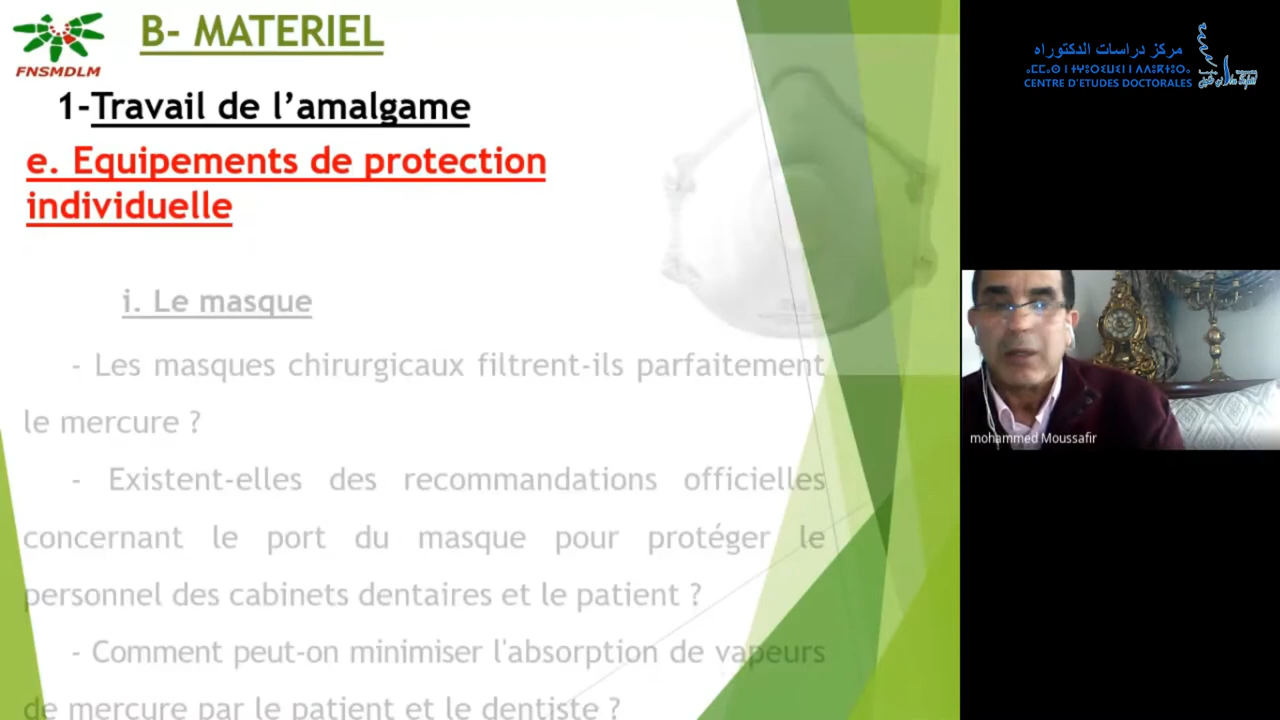 FNSMDLM
B- MATERIEL
1-Travail de l’amalgame
e. Equipements de protection
individuelle
i. Le masque
- Les masques chirurgicaux filtrent-ils parfaitement
le mercure ?
- Existent-elles des recommandations officielles
concernant le port du masque pour protéger le
personnel des cabinets dentaires et le patient ?
- Comment peut-on minimiser l'absorption de vapeurs
de mercure par le patient et le dentiste ?
مركز دراسات الدكتوراه
CENTRE D'ETUDES DOCTORALES
mohammed Moussafir